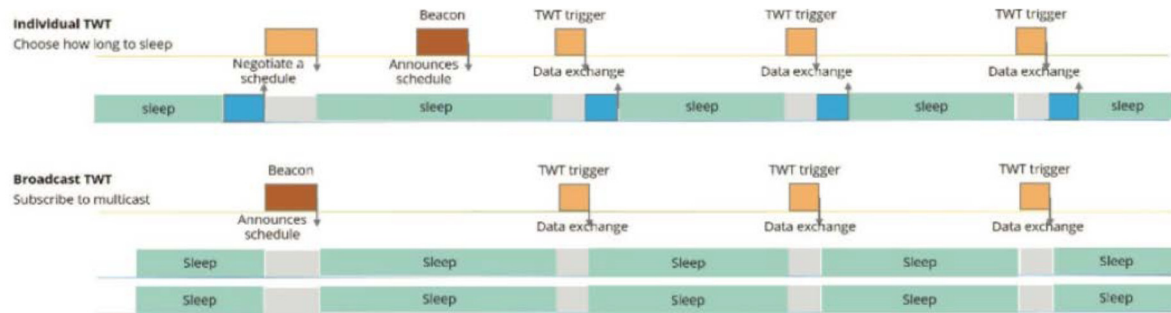 Individual TWT
Choose how long to sleep
Beacon
TWT trigger
TWT trigger
TWT trigger
Negotiate a
schedule
Announces
schedule
Data exchange
Data exchange
Data exchange
sleep
sleep
sleep
sleep
sleep
Broadcast TWT
Subscribe to multicast
Beacon
TWT trigger
TWT trigger
TWT trigger
Announces
schedule
Data exchange
Data exchange
Data exchange
Sleep
Sleep
Sleep
Sleep
Sleep
Sleep
Sleep
Sleep
Sleep
Sleep